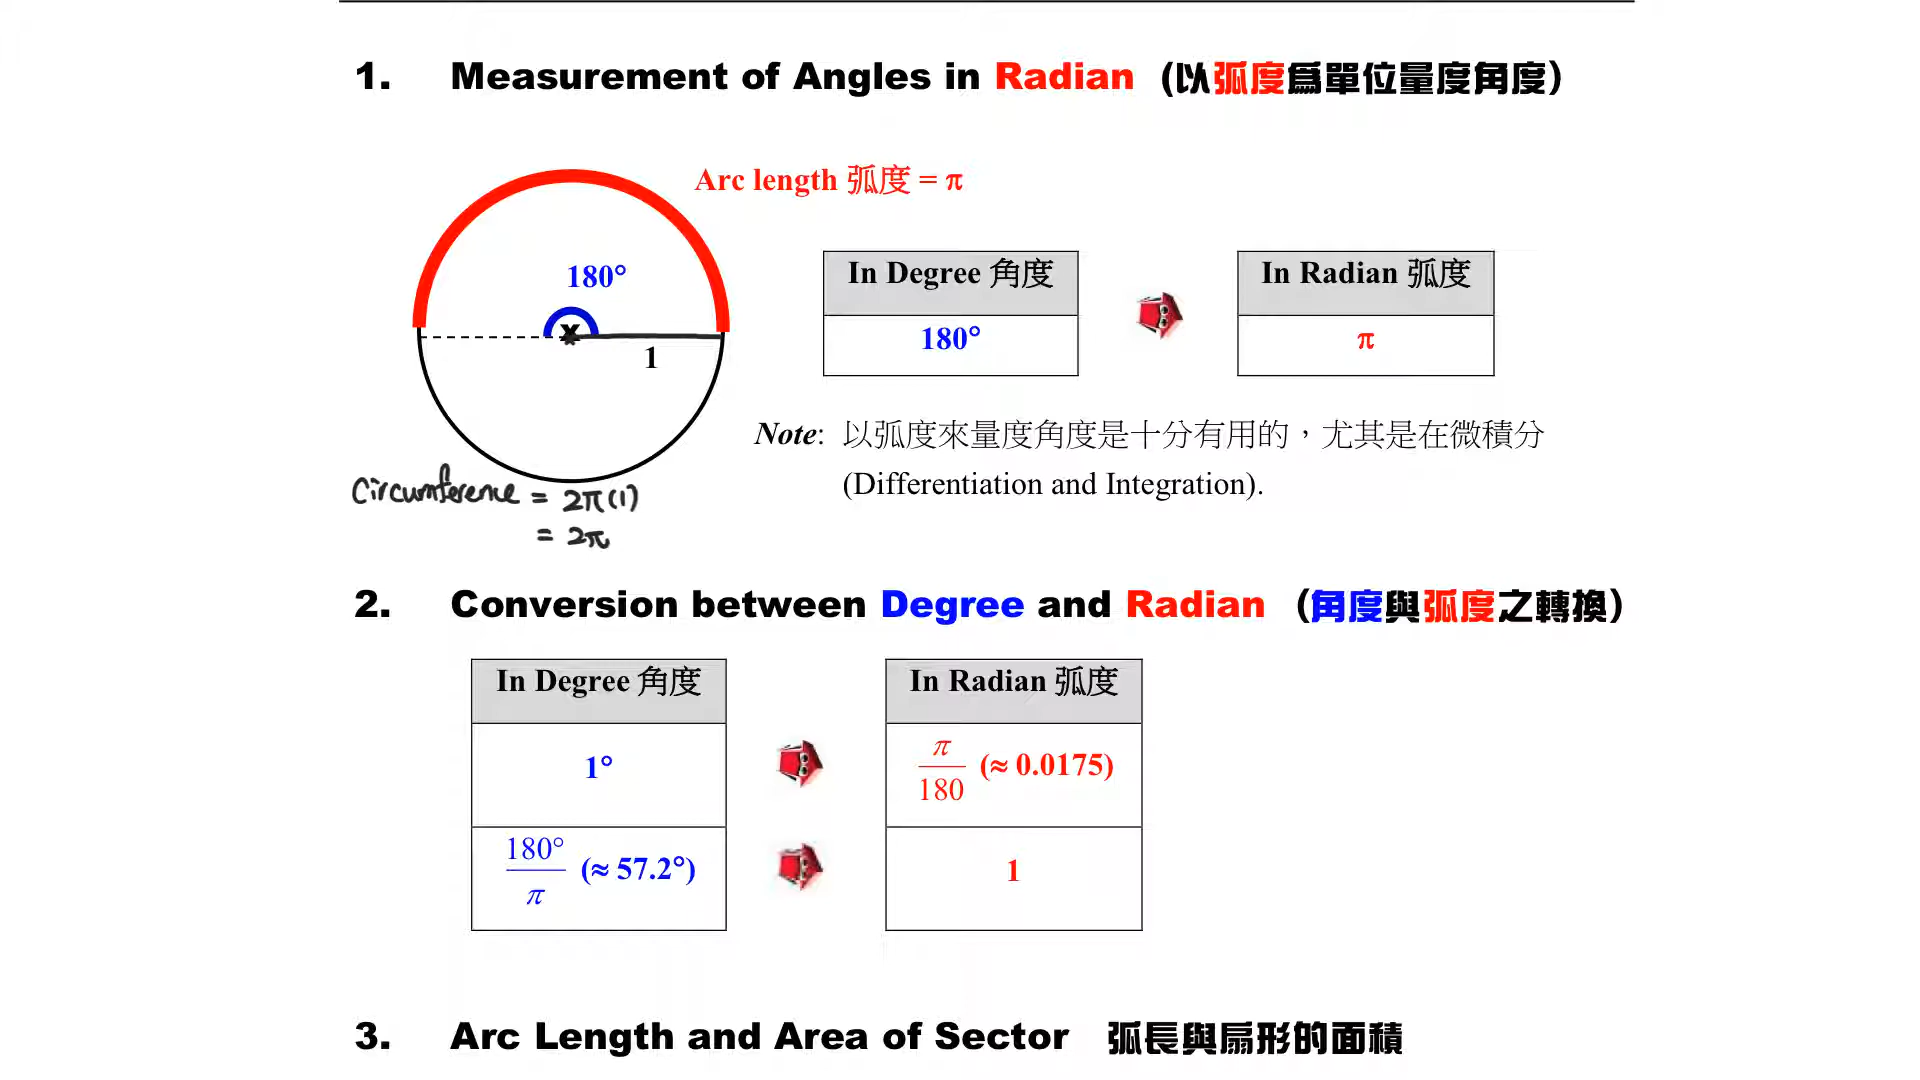 1. Measurement of Angles in Radian (以弧度為單位量度角度)
Arc length 弧度 = π
180°
x
1
In Degree 角度
180°
In Radian 弧度
π
Note: 以弧度來量度角度是十分有用的，尤其是在微積分
(Differentiation and Integration).
Circumference = 2π(1)
= 2π
2. Conversion between Degree and Radian (角度與弧度之轉換)
In Degree 角度
In Radian 弧度
1°
π/180 (≈ 0.0175)
180°/π (≈ 57.2°)
1
3. Arc Length and Area of Sector 弧長與扇形的面積